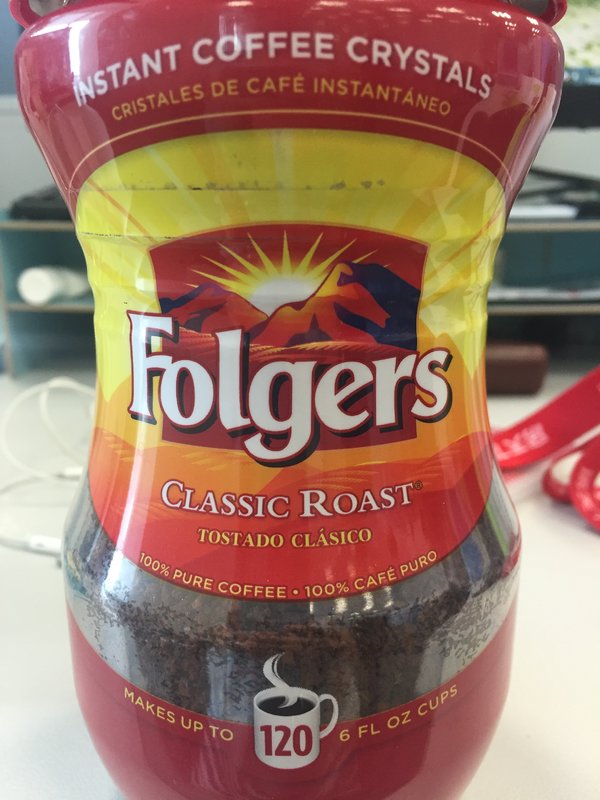 INSTANT COFFEE CRYSTALS
CRISTALES DE CAFÉ INSTANTÁNEO
Folgers
CLASSIC ROAST®
TOSTADO CLÁSICO
100% PURE COFFEE • 100% CAFÉ PURO
MAKES UP TO 120 6 FL OZ CUPS